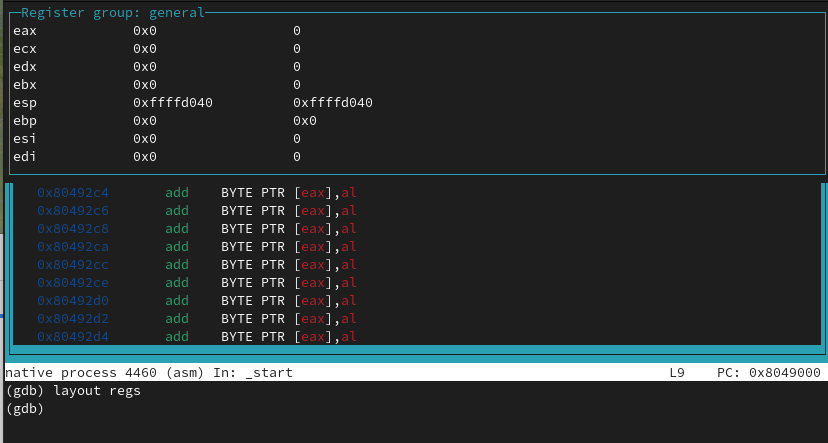 Register group: general
eax 0x0 0
ecx 0x0 0
edx 0x0 0
ebx 0x0 0
esp 0xffffd040 0xffffd040
ebp 0x0 0x0
esi 0x0 0
edi 0x0 0
0x80492c4 add BYTE PTR [eax],al
0x80492c6 add BYTE PTR [eax],al
0x80492c8 add BYTE PTR [eax],al
0x80492ca add BYTE PTR [eax],al
0x80492cc add BYTE PTR [eax],al
0x80492ce add BYTE PTR [eax],al
0x80492d0 add BYTE PTR [eax],al
0x80492d2 add BYTE PTR [eax],al
0x80492d4 add BYTE PTR [eax],al
native process 4460 (asm) In: _start L9 PC: 0x8049000
(gdb) layout regs
(gdb)